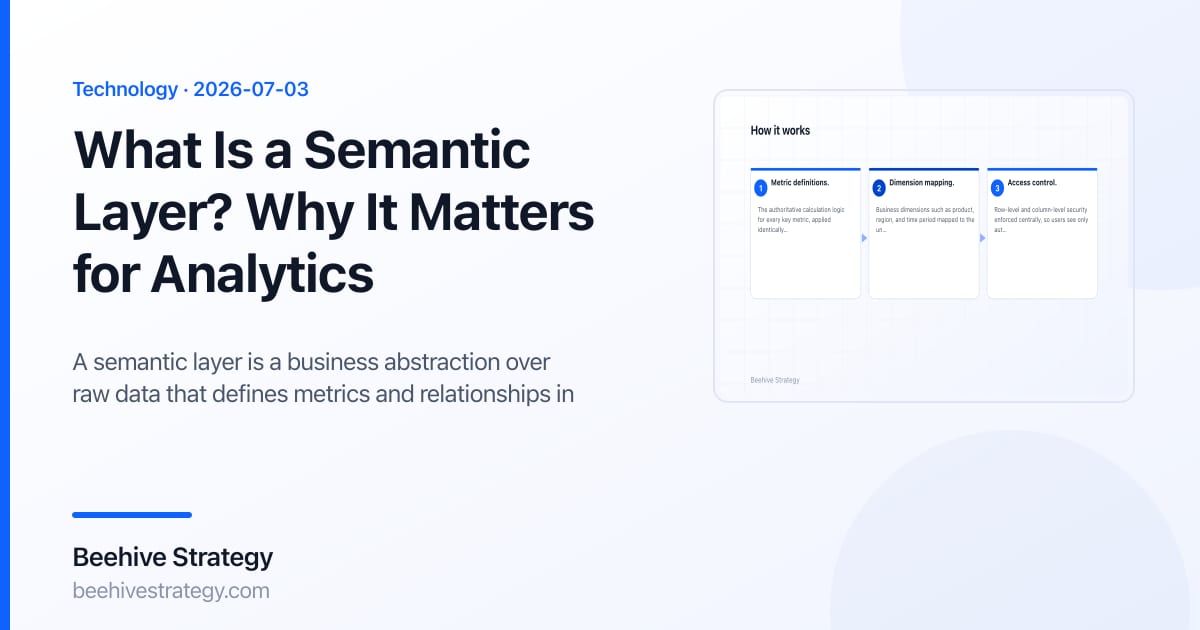 Technology · 2026-07-03
What Is a Semantic
Layer? Why It Matters
for Analytics
A semantic layer is a business abstraction over
raw data that defines metrics and relationships in
Beehive Strategy
beehivestrategy.com
How it works
1 Metric definitions.
The authoritative calculation logic
for every key metric, applied
identically...
2 Dimension mapping.
Business dimensions such as product,
region, and time period mapped to the
un...
3 Access control.
Row-level and column-level security
enforced centrally, so users see only
aut...
Beehive Strategy